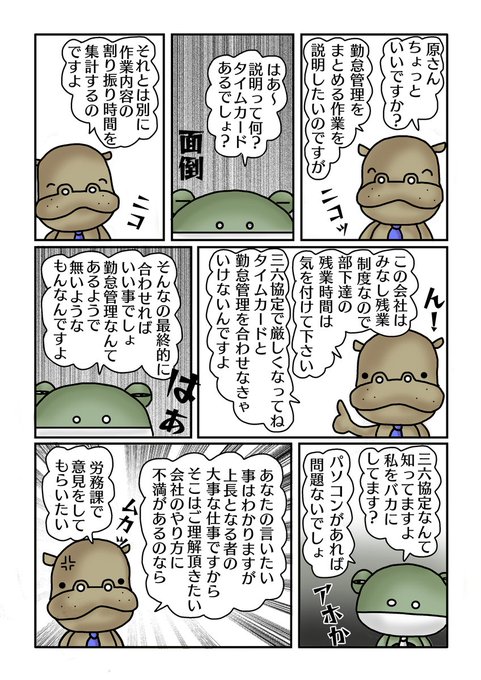 原さん
ちょっと
いいですか?
勤怠管理を
まとめる作業を
説明したいのですが
ニコッ
はあ〜
説明って何?
タイムカード
あるでしょ?
面倒
それとは別に
作業内容の
割り振り時間を
集計するの
ですよ
ニコ
この会社は
みなし残業
制度なので
部下達の
残業時間は
気を付けて下さい
ん!
三六協定で厳しくなってね
タイムカードと
勤怠管理を合わせなきゃ
いけないんですよ
そんなの最終的に
合わせれば
いい事でしょ
勤怠管理なんて
あるようで
無いような
もんなんですよ
はあ
三六協定なんて
知ってますよ
私をバカに
してます?
パソコンがあれば
問題ないでしょ
アホか
あなたの言いたい
事はわかりますが
上長となる者の
大事な仕事ですから
そこはご理解頂きたい
会社のやり方に
不満があるのなら
ムカッ
労務課で
意見をして
もらいたい